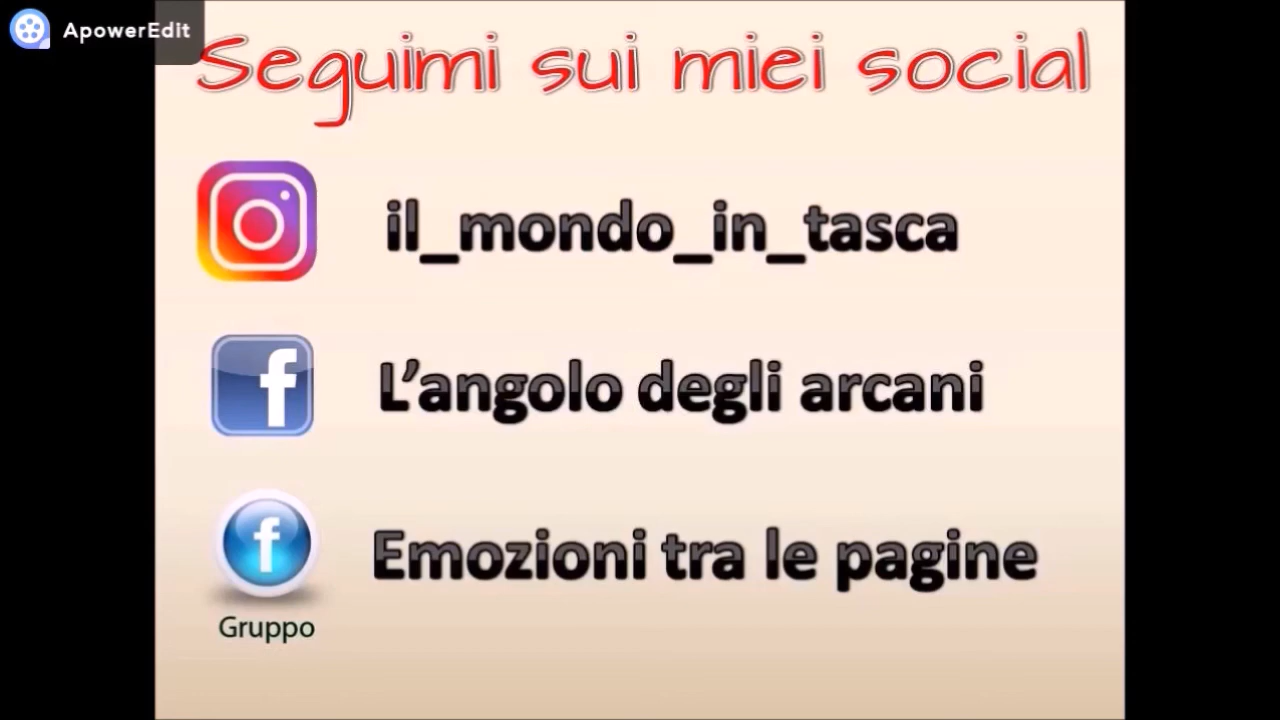 ApowerEdit
Seguimi sui miei social
il_mondo_in_tasca
L'angolo degli arcani
Emozioni tra le pagine
Gruppo